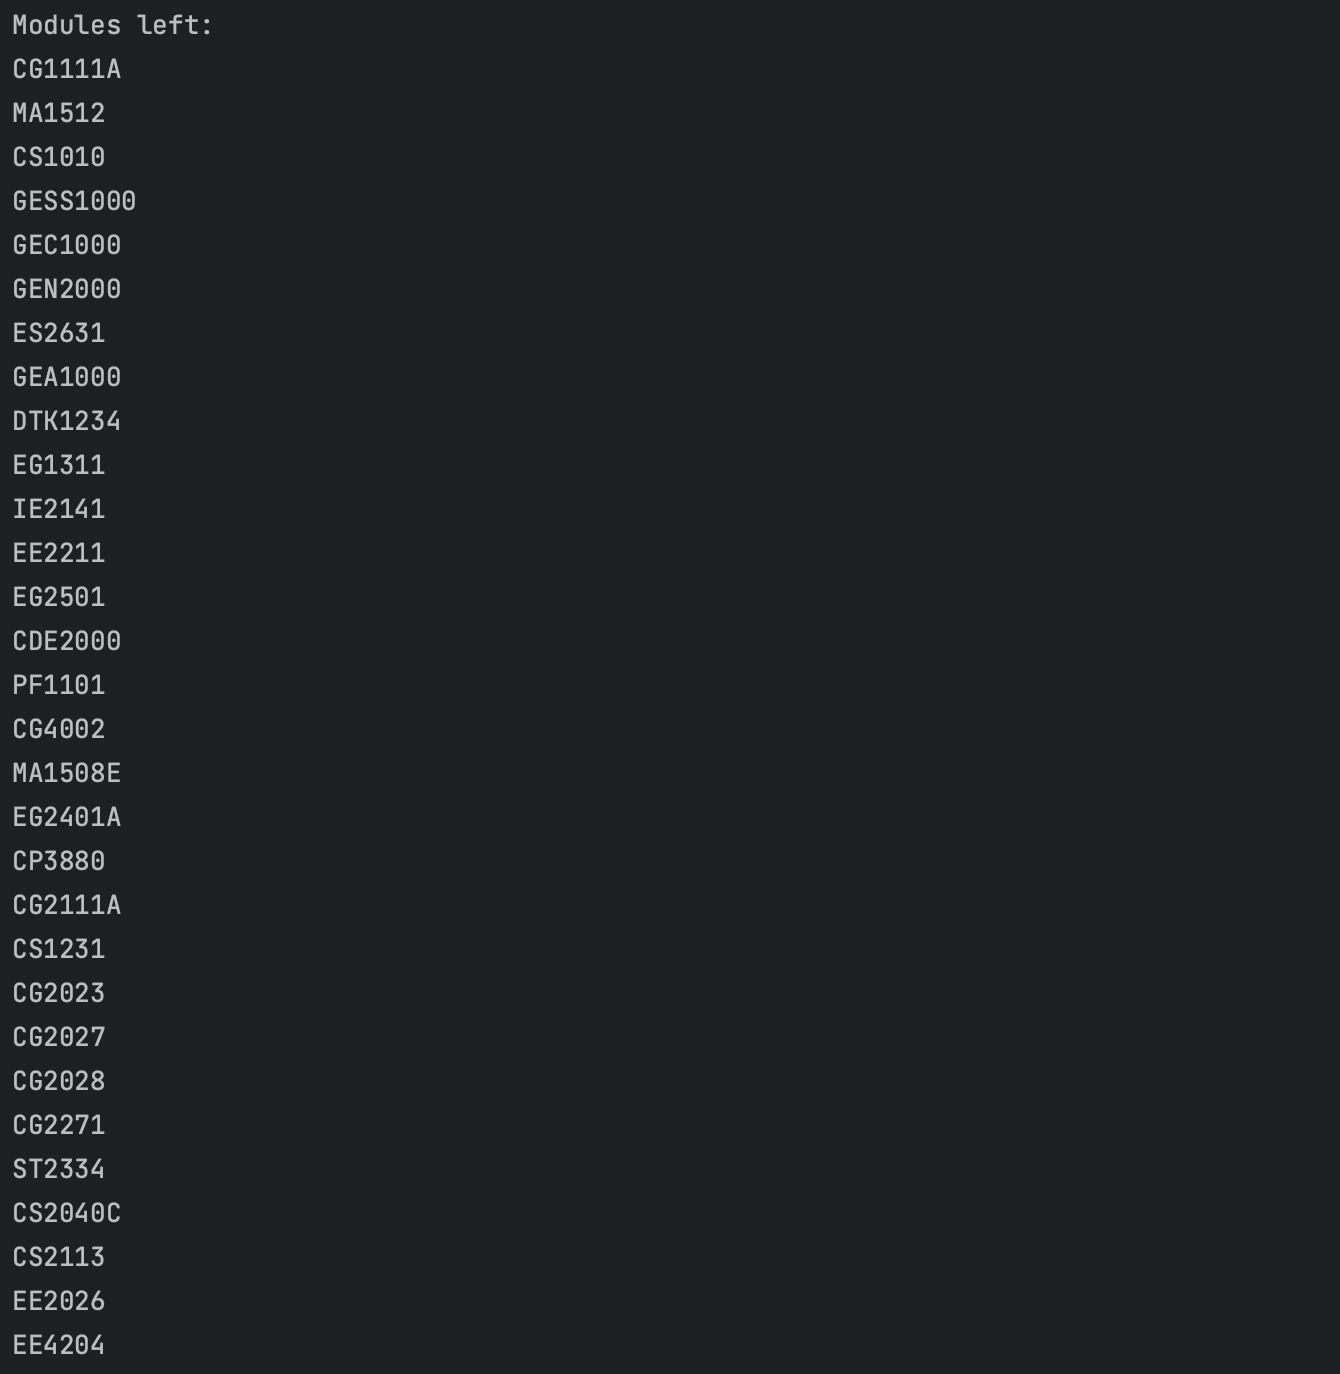 Modules left:
CG1111A
MA1512
CS1010
GESS1000
GEC1000
GEN2000
ES2631
GEA1000
DTK1234
EG1311
IE2141
EE2211
EG2501
CDE2000
PF1101
CG4002
MA1508E
EG2401A
CP3880
CG2111A
CS1231
CG2023
CG2027
CG2028
CG2271
ST2334
CS2040C
CS2113
EE2026
EE4204